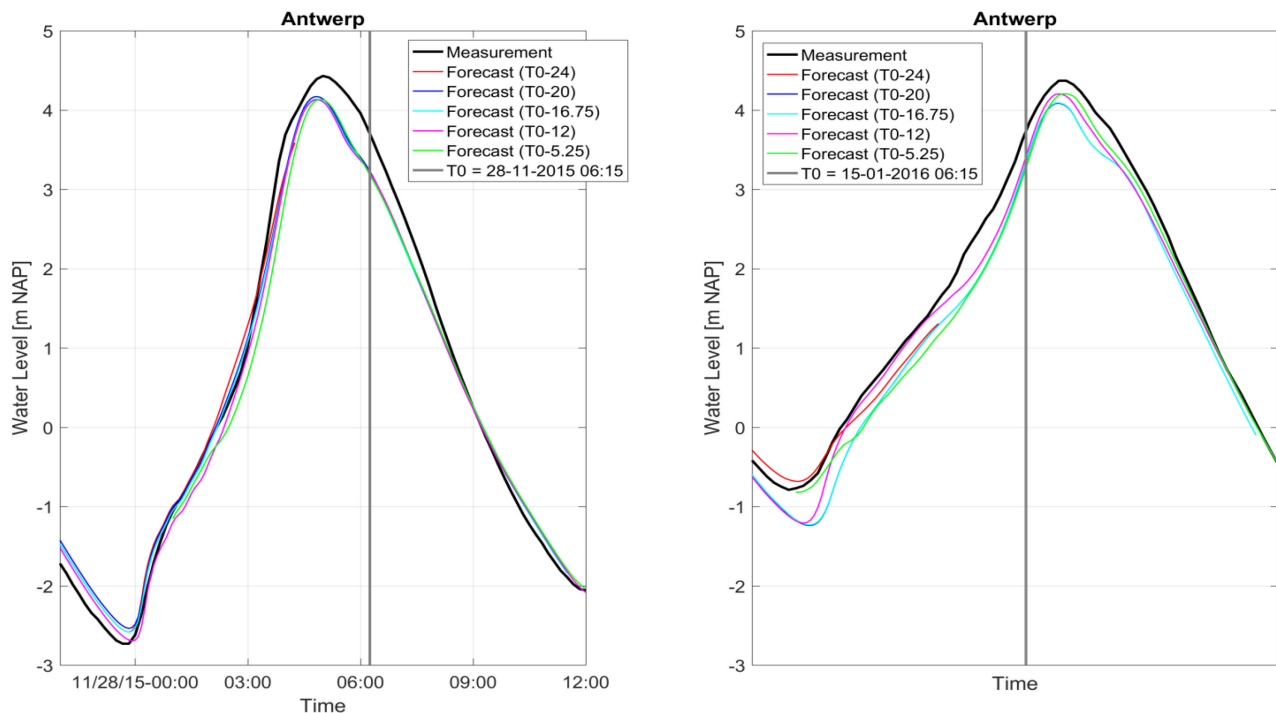 Antwerp
5
4
3
2
1
0
-1
-2
-3
Water Level [m NAP]
11/28/15-00:00
03:00
06:00
09:00
12:00
Time
Measurement
Forecast (T0-24)
Forecast (T0-20)
Forecast (T0-16.75)
Forecast (T0-12)
Forecast (T0-5.25)
T0 = 28-11-2015 06:15
Antwerp
5
4
3
2
1
0
-1
-2
-3
Water Level [m NAP]
Time
Measurement
Forecast (T0-24)
Forecast (T0-20)
Forecast (T0-16.75)
Forecast (T0-12)
Forecast (T0-5.25)
T0 = 15-01-2016 06:15